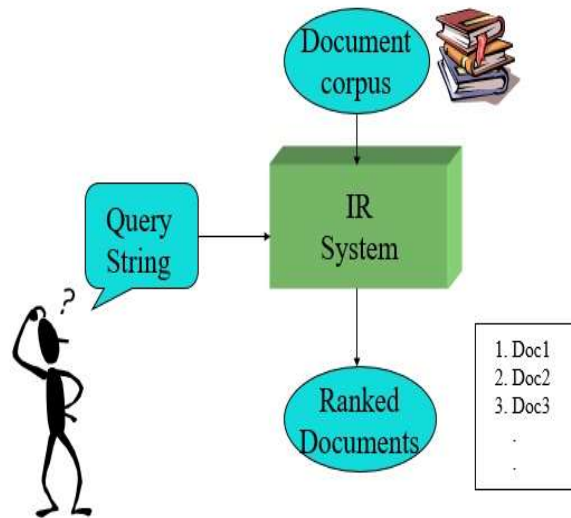 Document
corpus
IR
System
Query
String
?
Ranked
Documents
1. Doc1
2. Doc2
3. Doc3
.
.